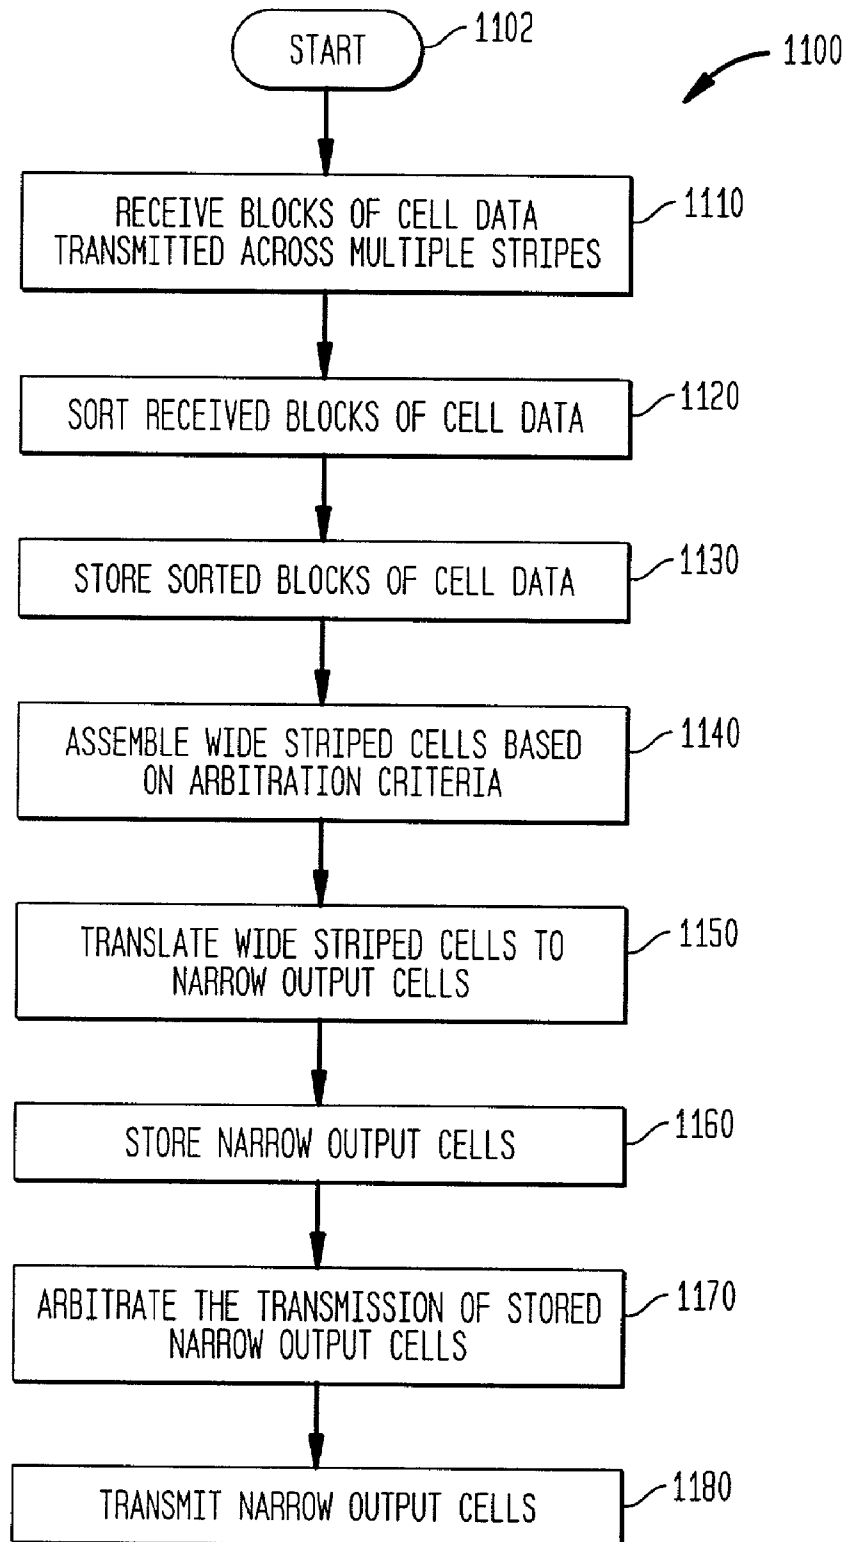 START
1102
1100
RECEIVE BLOCKS OF CELL DATA
TRANSMITTED ACROSS MULTIPLE STRIPES
1110
SORT RECEIVED BLOCKS OF CELL DATA
1120
STORE SORTED BLOCKS OF CELL DATA
1130
ASSEMBLE WIDE STRIPED CELLS BASED
ON ARBITRATION CRITERIA
1140
TRANSLATE WIDE STRIPED CELLS TO
NARROW OUTPUT CELLS
1150
STORE NARROW OUTPUT CELLS
1160
ARBITRATE THE TRANSMISSION OF STORED
NARROW OUTPUT CELLS
1170
TRANSMIT NARROW OUTPUT CELLS
1180